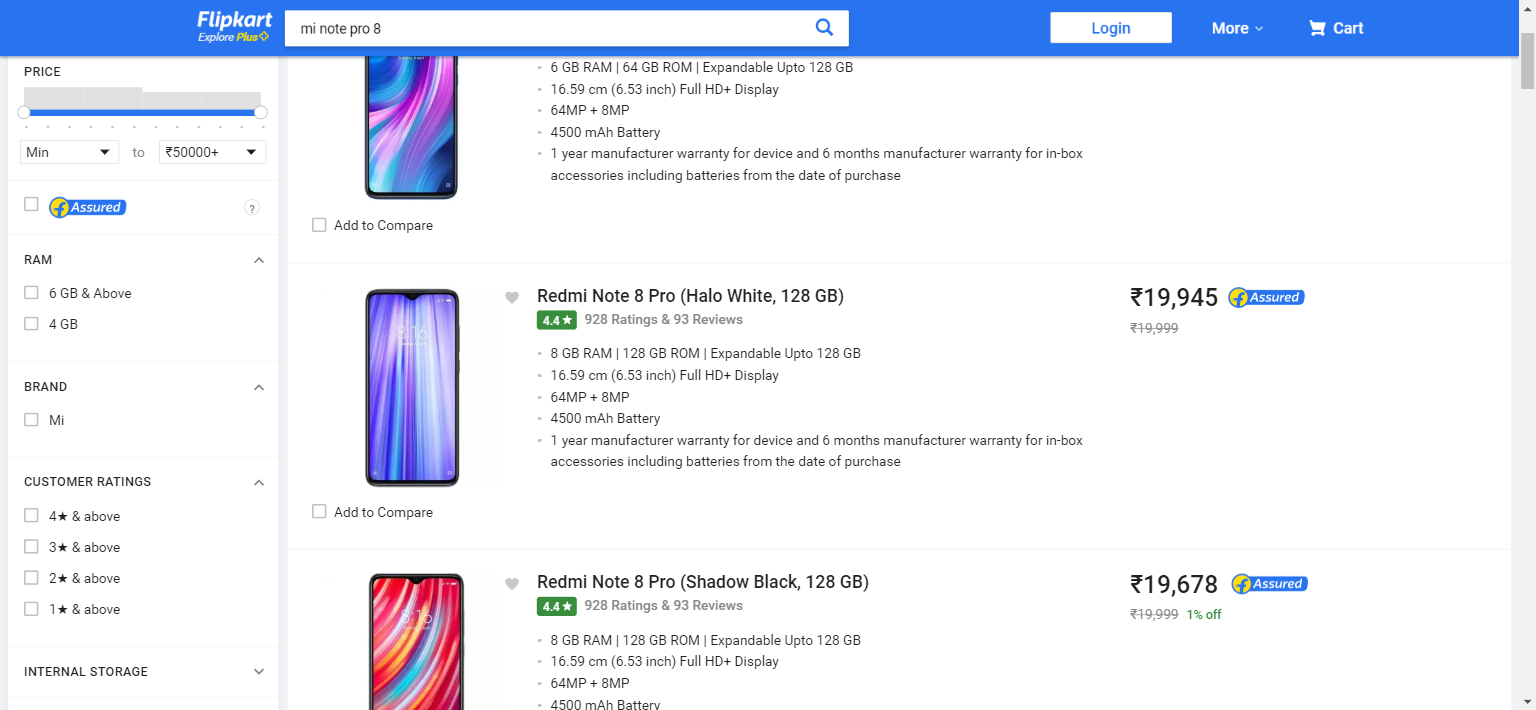 Flipkart
Explore Plus
mi note pro 8
Login
More
Cart
PRICE
Min
to
₹50000+
Assured
?
RAM
6 GB & Above
4 GB
BRAND
Mi
CUSTOMER RATINGS
4★ & above
3★ & above
2★ & above
1★ & above
INTERNAL STORAGE
6 GB RAM | 64 GB ROM | Expandable Upto 128 GB
16.59 cm (6.53 inch) Full HD+ Display
64MP + 8MP
4500 mAh Battery
1 year manufacturer warranty for device and 6 months manufacturer warranty for in-box
accessories including batteries from the date of purchase
Add to Compare
8:16
Redmi Note 8 Pro (Halo White, 128 GB)
4.4★ 928 Ratings & 93 Reviews
8 GB RAM | 128 GB ROM | Expandable Upto 128 GB
16.59 cm (6.53 inch) Full HD+ Display
64MP + 8MP
4500 mAh Battery
1 year manufacturer warranty for device and 6 months manufacturer warranty for in-box
accessories including batteries from the date of purchase
₹19,945 Assured
₹19,999
Add to Compare
8:16
Redmi Note 8 Pro (Shadow Black, 128 GB)
4.4★ 928 Ratings & 93 Reviews
8 GB RAM | 128 GB ROM | Expandable Upto 128 GB
16.59 cm (6.53 inch) Full HD+ Display
64MP + 8MP
4500 mAh Battery
₹19,678 Assured
₹19,999 1% off